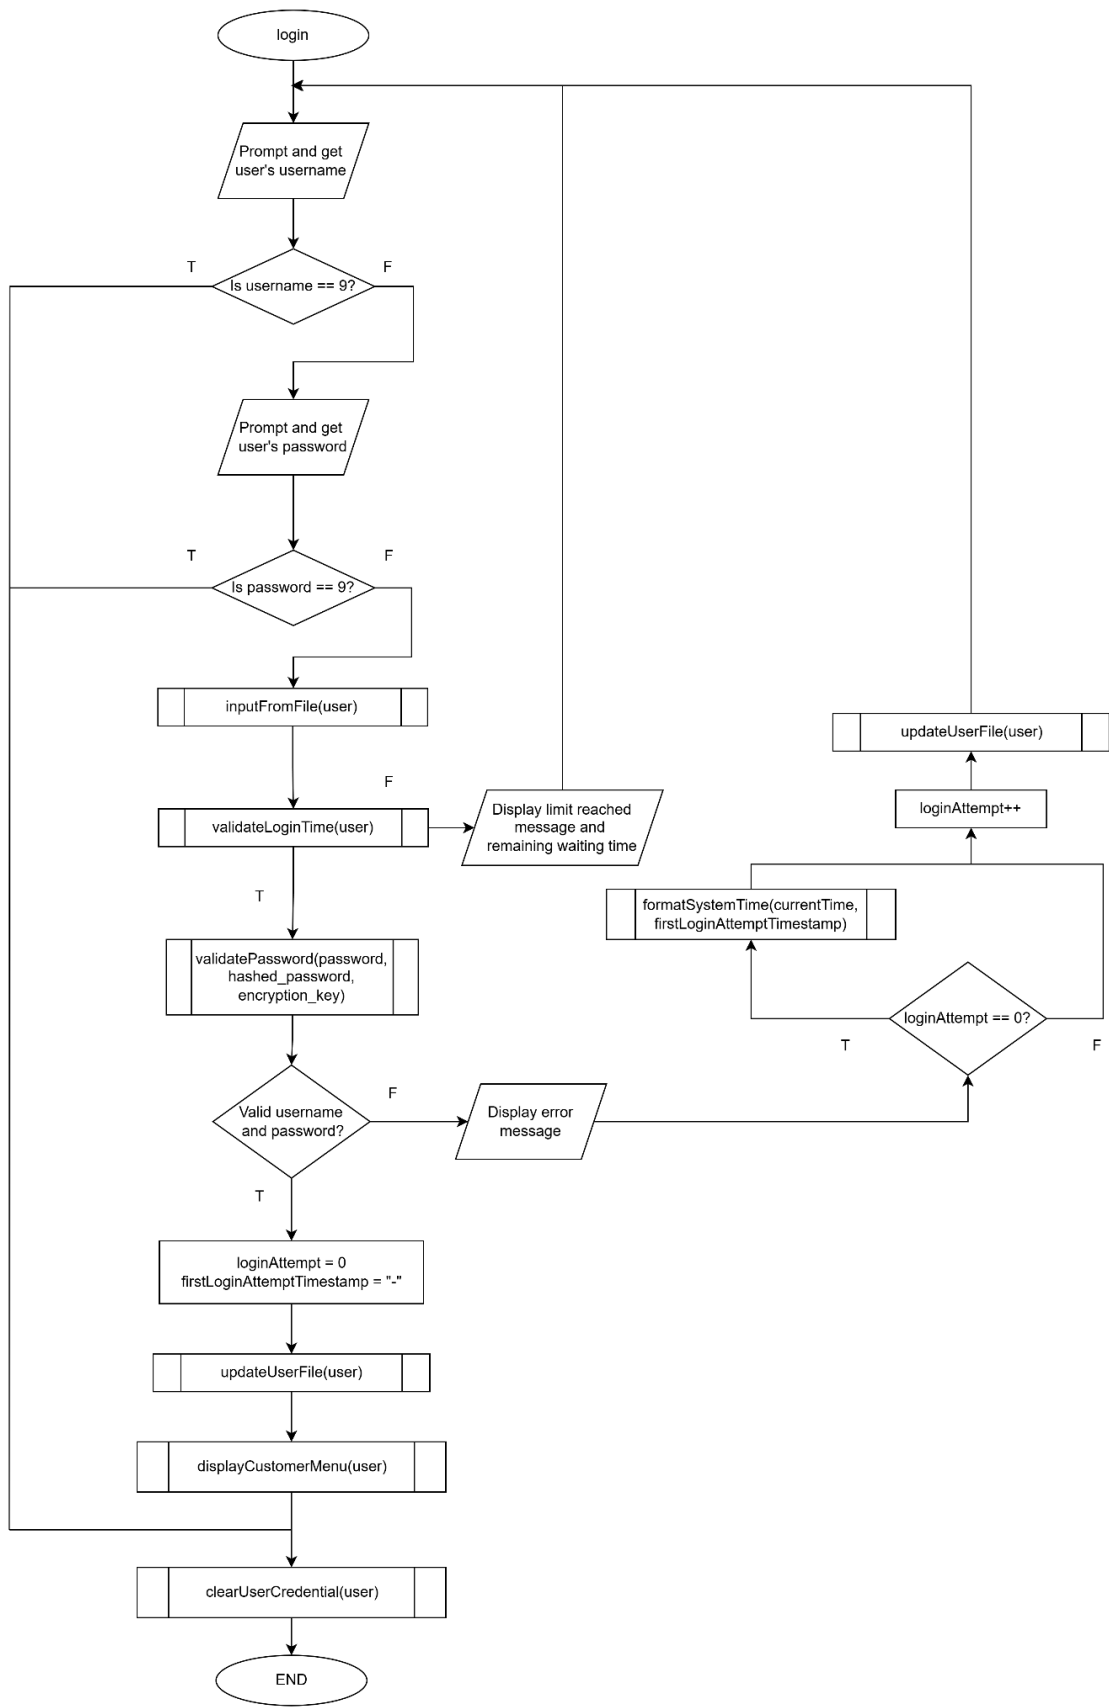 login
Prompt and get
user's username
T
F
Is username == 9?
Prompt and get
user's password
T
F
Is password == 9?
inputFromFile(user)
F
validateLoginTime(user)
Display limit reached
message and
remaining waiting time
T
validatePassword(password,
hashed_password,
encryption_key)
Valid username
and password?
F
Display error
message
loginAttempt == 0?
T
F
formatSystemTime(currentTime,
firstLoginAttemptTimestamp)
loginAttempt++
updateUserFile(user)
T
loginAttempt = 0
firstLoginAttemptTimestamp = "-"
updateUserFile(user)
displayCustomerMenu(user)
clearUserCredential(user)
END